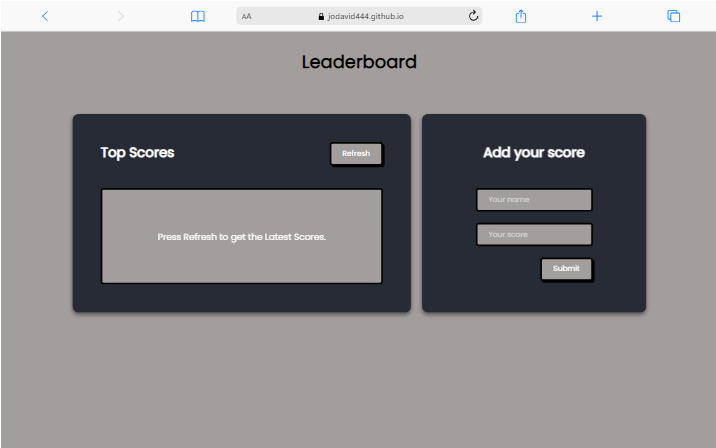 AA
jodavid444.github.io
Leaderboard
Top Scores
Refresh
Press Refresh to get the Latest Scores.
Add your score
Your name
Your score
Submit